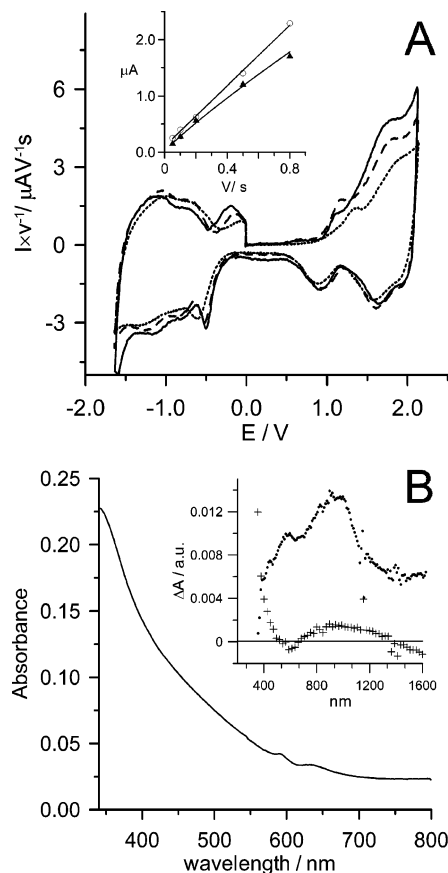 A
I×v⁻¹/ μAV⁻¹s
6
3
0
-3
-2.0 -1.0 0.0 1.0 2.0
E / V
μA
2.0
1.0
0.0
0 0.4 0.8
V/ s
B
Absorbance
0.25
0.20
0.15
0.10
0.05
0.00
400 500 600 700 800
wavelength / nm
ΔA / a.u.
0.012
0.008
0.004
0
400 800 1200 1600
nm